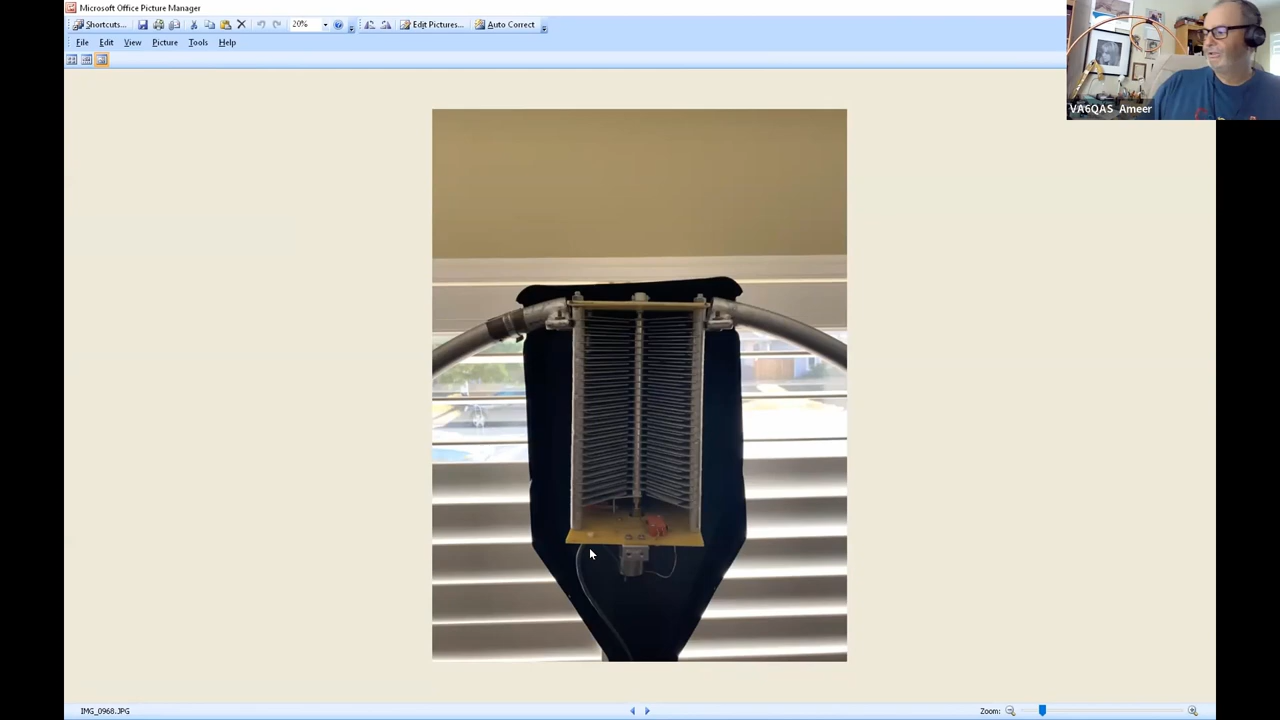 Microsoft Office Picture Manager
Shortcuts... 20% Edit Pictures... Auto Correct
File Edit View Picture Tools Help
VA6QAS Ameer
IMG_0968.JPG
Zoom: